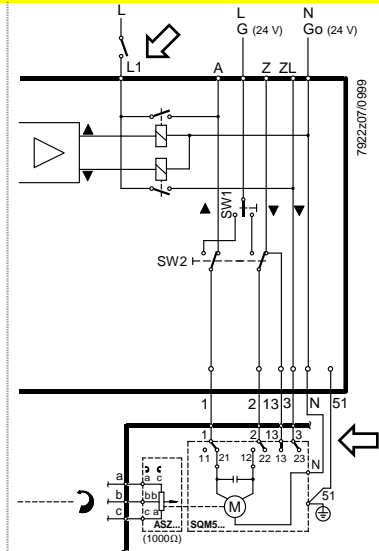 L L N
G (24 V) Go (24 V)
L1 A Z ZL
7922z07/0999
SW1
SW2
1 2 13 3 N 51
1 2 13 3
11 21 12 22 13 23 N
a a c
b b b
c c a
M
51
ASZ... SQM5...
(1000Ω)